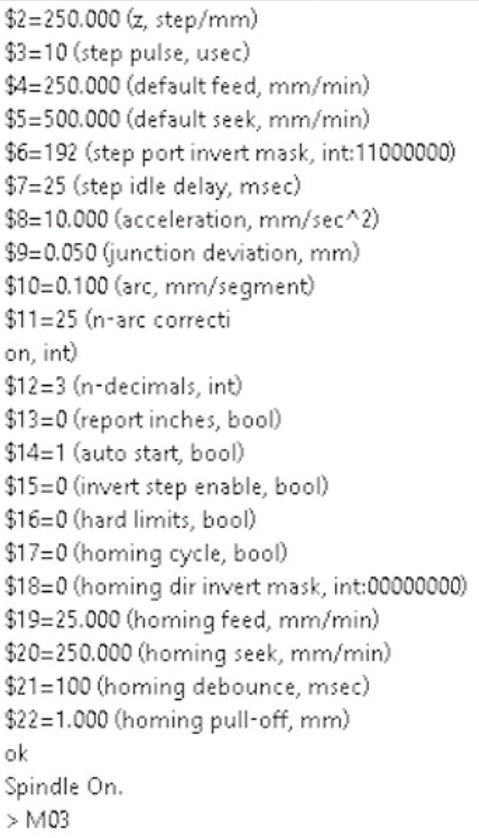 $2=250.000 (z, step/mm)
$3=10 (step pulse, usec)
$4=250.000 (default feed, mm/min)
$5=500.000 (default seek, mm/min)
$6=192 (step port invert mask, int:11000000)
$7=25 (step idle delay, msec)
$8=10.000 (acceleration, mm/sec^2)
$9=0.050 (junction deviation, mm)
$10=0.100 (arc, mm/segment)
$11=25 (n-arc correcti
on, int)
$12=3 (n-decimals, int)
$13=0 (report inches, bool)
$14=1 (auto start, bool)
$15=0 (invert step enable, bool)
$16=0 (hard limits, bool)
$17=0 (homing cycle, bool)
$18=0 (homing dir invert mask, int:00000000)
$19=25.000 (homing feed, mm/min)
$20=250.000 (homing seek, mm/min)
$21=100 (homing debounce, msec)
$22=1.000 (homing pull-off, mm)
ok
Spindle On.
> M03